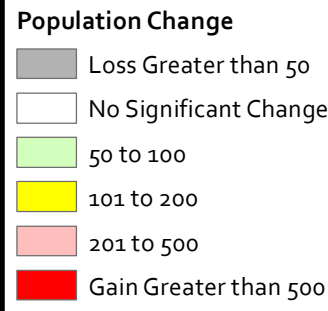 Population Change
Loss Greater than 50
No Significant Change
50 to 100
101 to 200
201 to 500
Gain Greater than 500